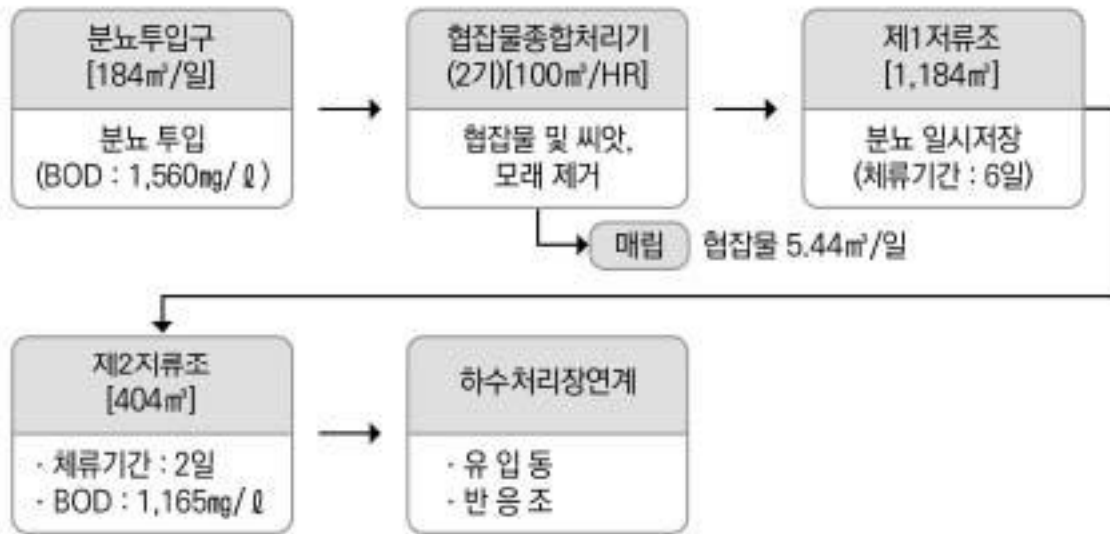 분뇨투입구
[184㎥/일]
분뇨 투입
(BOD : 1,560㎎/ℓ)
협잡물종합처리기
(2기)[100㎥/HR]
협잡물 및 씨앗,
모래 제거
제1저류조
[1,184㎥]
분뇨 일시저장
(체류기간 : 6일)
매립 협잡물 5.44㎥/일
제2지류조
[404㎥]
· 체류기간 : 2일
· BOD : 1,165㎎/ℓ
하수처리장연계
· 유 입 동
· 반 응 조